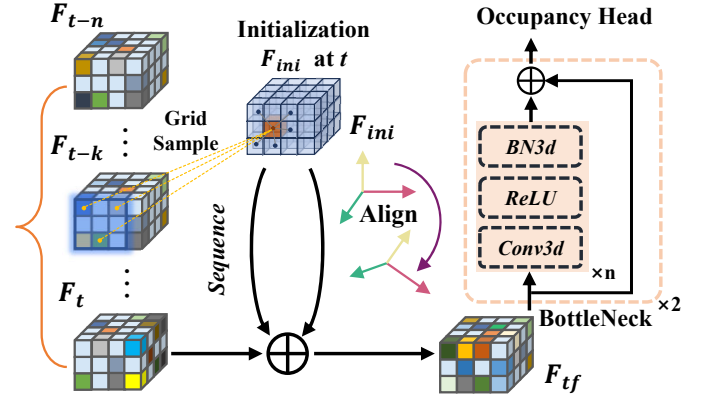 F_{t-n}
Initialization
F_{ini} at t
Occupancy Head
Grid
Sample
F_{t-k}
F_{ini}
BN3d
ReLU
Conv3d
×n
Align
Sequence
F_t
BottleNeck
×2
F_{tf}